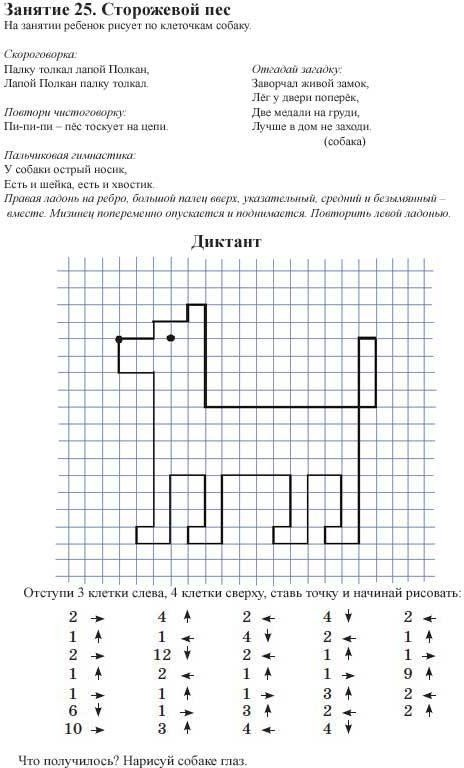 Занятие 25. Сторожевой пес
На занятии ребенок рисует по клеточкам собаку.
Скороговорка:
Палку толкал лапой Полкан,
Лапой Полкан палку толкал.
Повтори чистоговорку:
Пи-пи-пи – пёс тоскует на цепи.
Отгадай загадку:
Заворчал живой замок,
Лёг у двери поперёк,
Две медали на груди,
Лучше в дом не заходи.
(собака)
Пальчиковая гимнастика:
У собаки острый носик,
Есть и шейка, есть и хвостик.
Правая ладонь на ребро, большой палец вверх, указательный, средний и безымянный –
вместе. Мизинец попеременно опускается и поднимается. Повторить левой ладонью.
Диктант
Отступи 3 клетки слева, 4 клетки сверху, ставь точку и начинай рисовать:
2 → 4 ↑ 2 ← 4 ↓ 2 ←
1 ↑ 1 ← 4 ↓ 2 ← 1 ↑
2 → 12 ↓ 2 ← 1 ↑ 1 →
1 ↑ 2 ← 1 ↑ 1 → 9 ↑
1 → 1 ↑ 1 → 3 ↑ 2 ←
6 ↓ 1 → 3 ↑ 2 ← 2 ↑
10 → 3 ↑ 4 ← 4 ↓
Что получилось? Нарисуй собаке глаз.